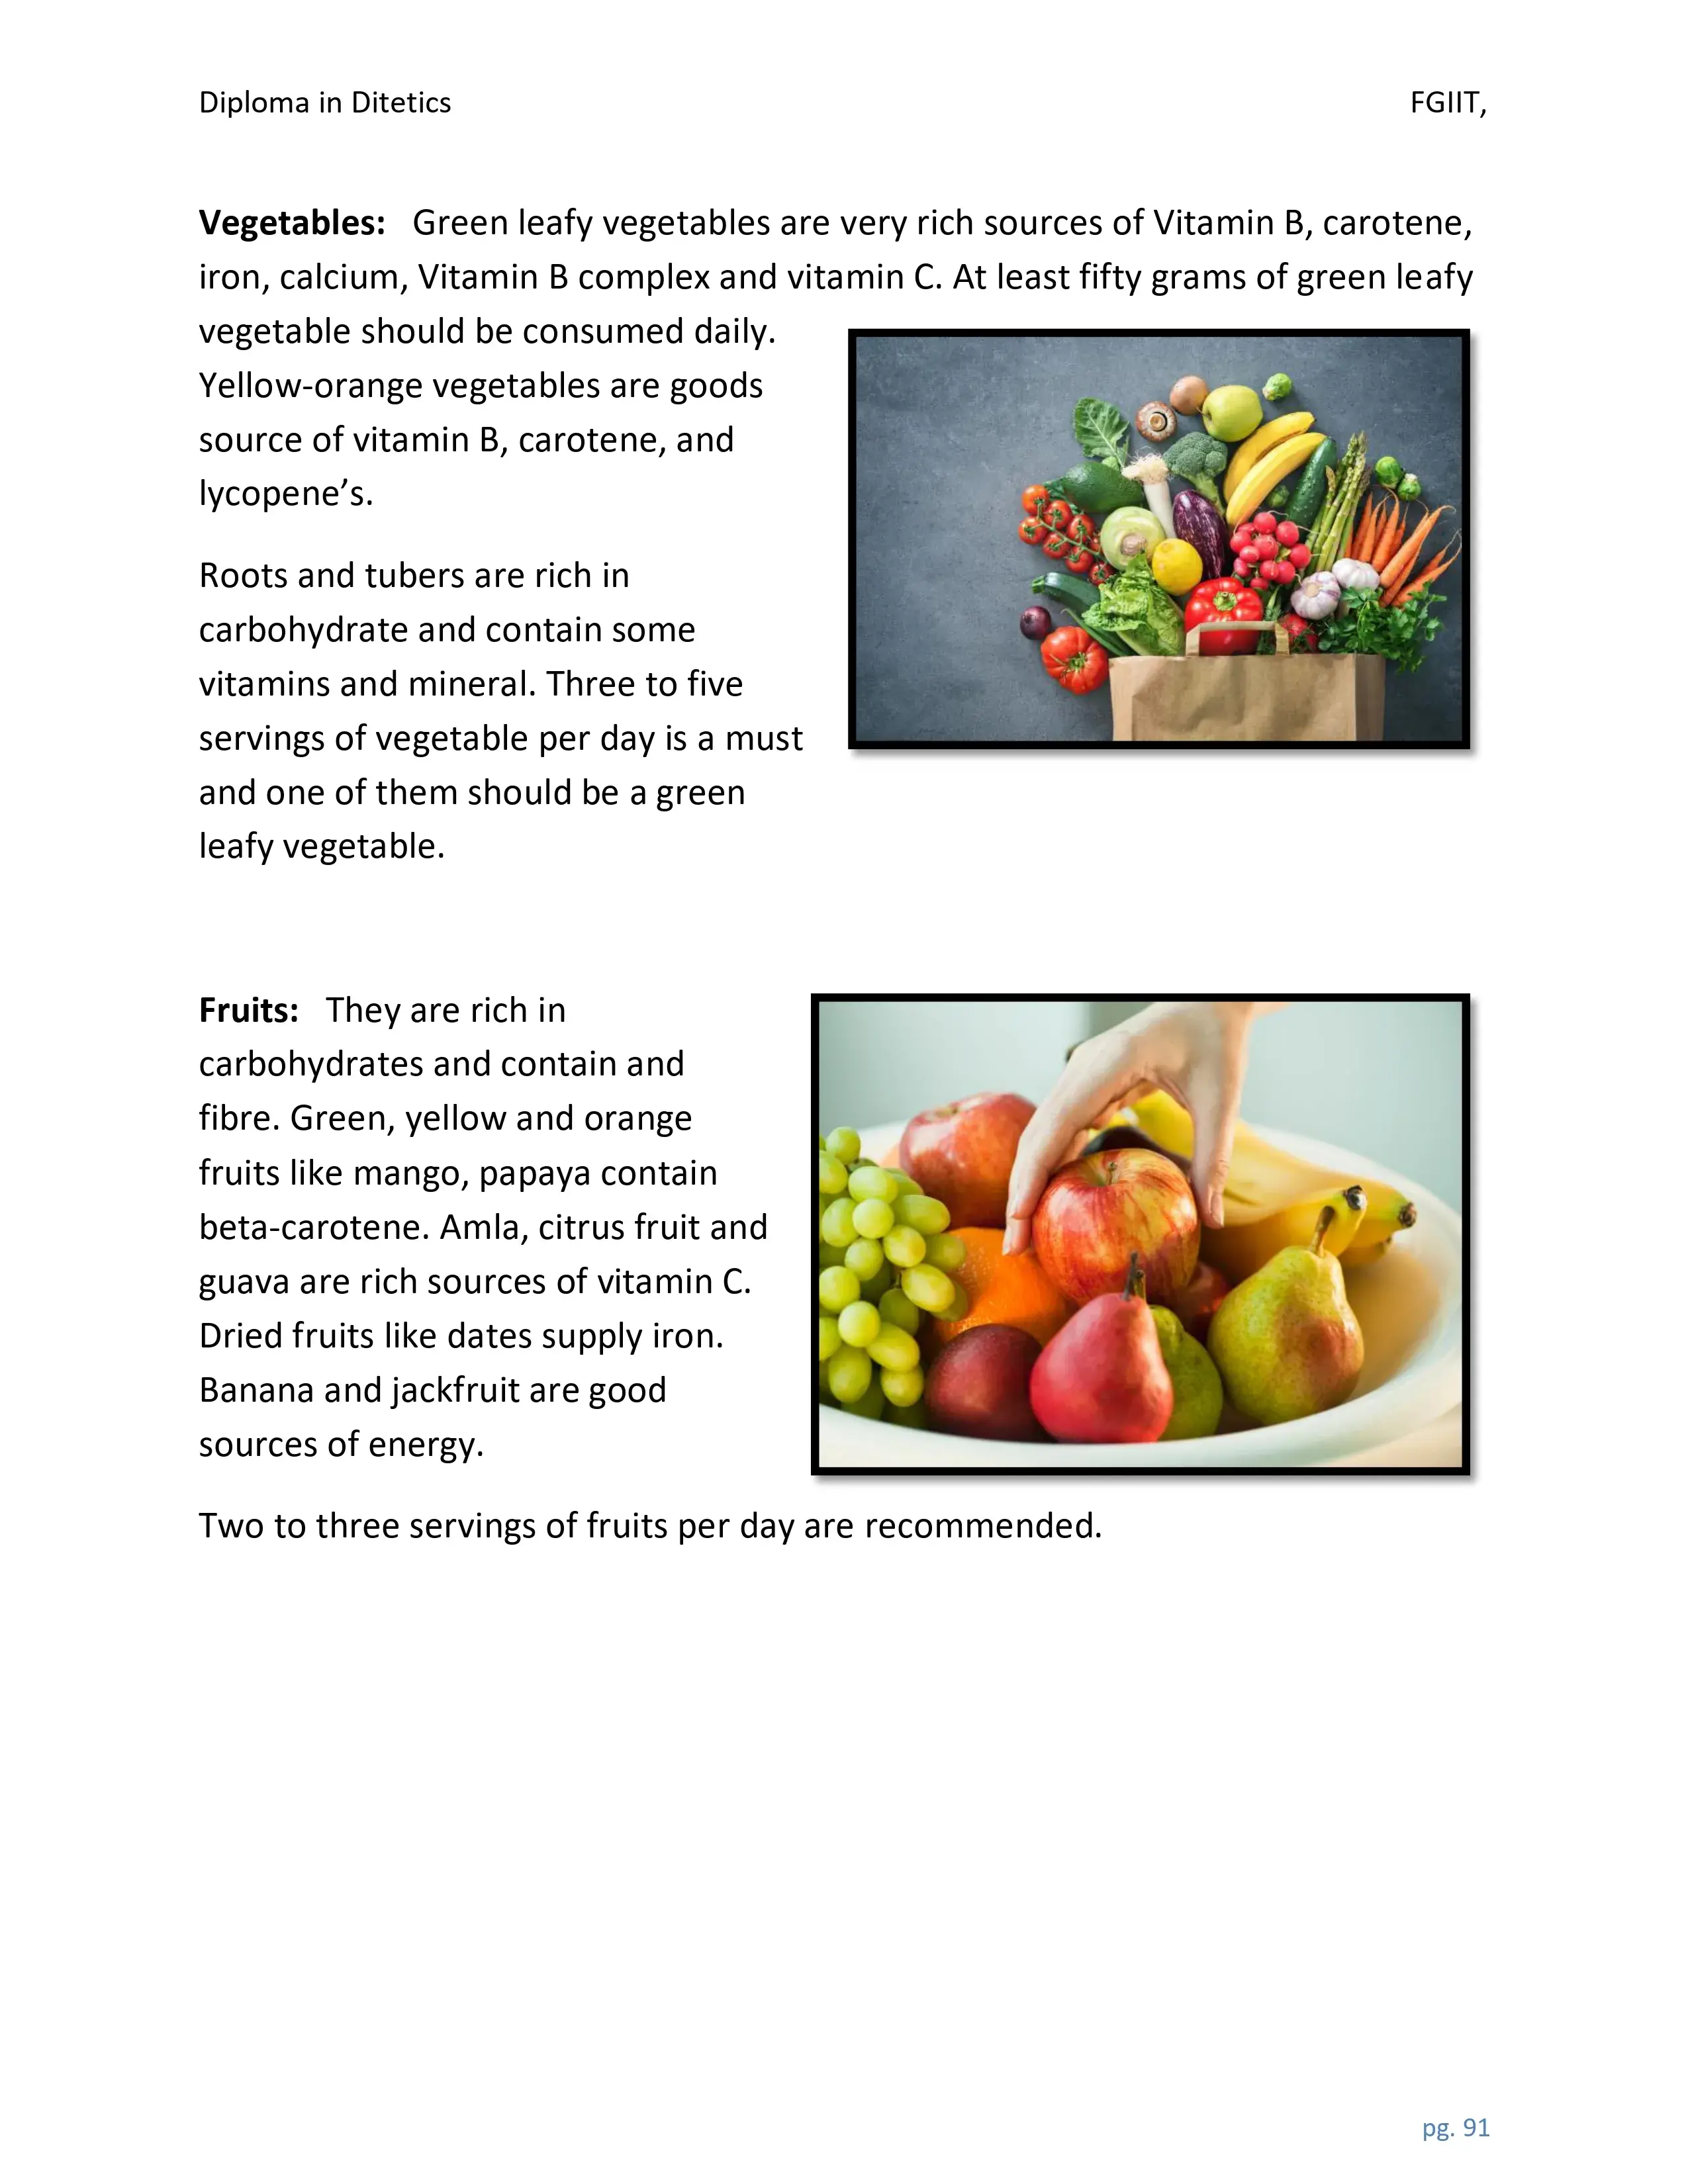 Diploma in Ditetics FGIIT,
Vegetables: Green leafy vegetables are very rich sources of Vitamin B, carotene,
iron, calcium, Vitamin B complex and vitamin C. At least fifty grams of green leafy
vegetable should be consumed daily.
Yellow-orange vegetables are goods
source of vitamin B, carotene, and
lycopene’s.
Roots and tubers are rich in
carbohydrate and contain some
vitamins and mineral. Three to five
servings of vegetable per day is a must
and one of them should be a green
leafy vegetable.
Fruits: They are rich in
carbohydrates and contain and
fibre. Green, yellow and orange
fruits like mango, papaya contain
beta-carotene. Amla, citrus fruit and
guava are rich sources of vitamin C.
Dried fruits like dates supply iron.
Banana and jackfruit are good
sources of energy.
Two to three servings of fruits per day are recommended.
pg. 91